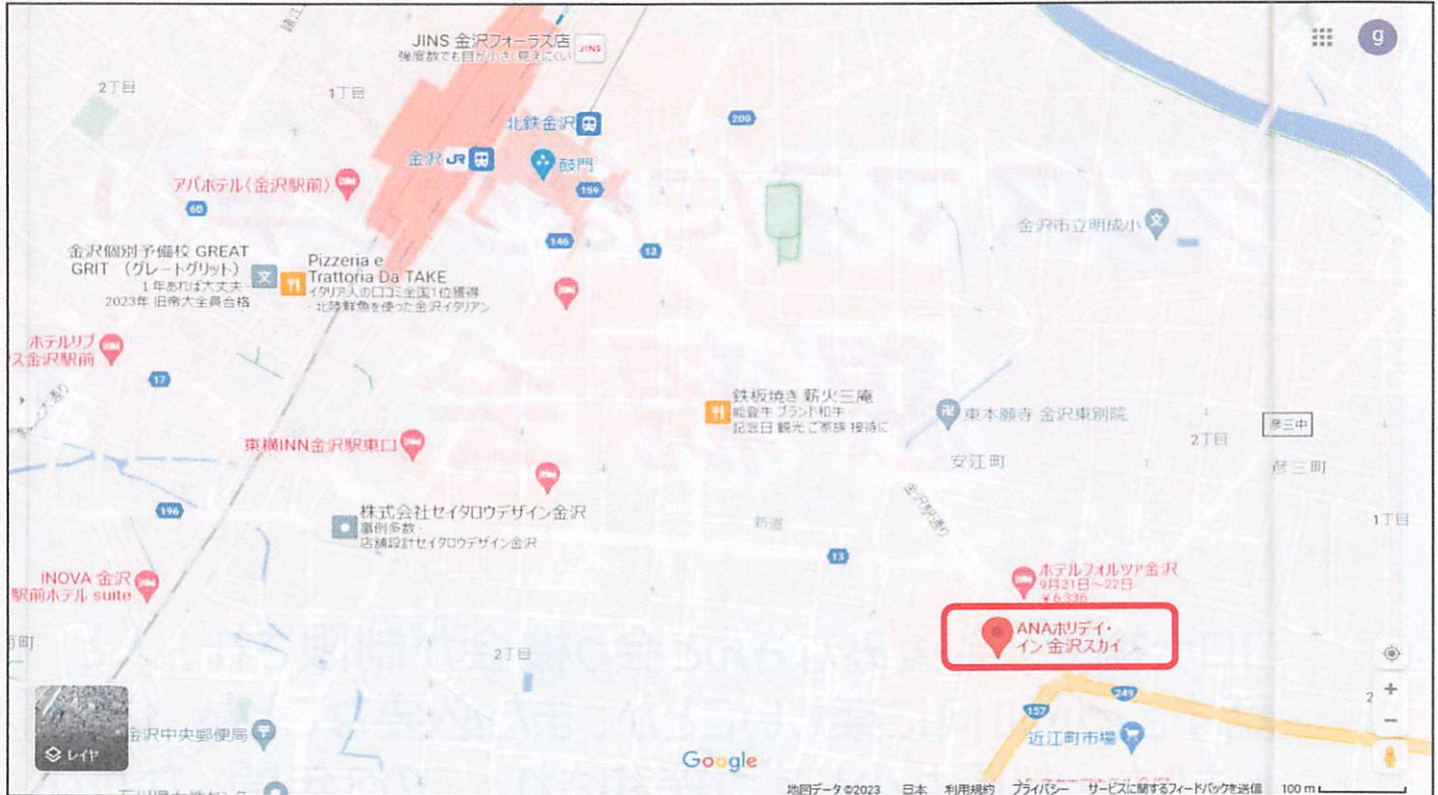 JINS 金沢フォーラス店
強度数でも目が小さく見えにくい
JINS
g
2丁目
1丁目
北鉄金沢
200
金沢 JR
鼓門
アパホテル〈金沢駅前〉
159
60
金沢市立明成小
146
13
金沢個別予備校 GREAT
GRIT （グレートグリット）
1年あれば大丈夫・
2023年 旧帝大全員合格
Pizzeria e
Trattoria Da TAKE
イタリア人の口コミ全国1位獲得
・北陸鮮魚を使った金沢イタリアン
ホテルリブ
ス金沢駅前
17
鉄板焼き 薪火三庵
能登牛 ブランド和牛・
記念日 観光 ご家族 接待に
東本願寺 金沢東別院
2丁目
彦三中
安江町
彦三町
東横INN金沢駅東口
金沢駅通り
196
株式会社セイタロウデザイン金沢
事例多数・
店舗設計セイタロウデザイン金沢
新道
1丁目
13
INOVA 金沢
駅前ホテル suite
ホテルフォルツァ金沢
9月21日～22日
￥6,336
ANAホリデイ・
イン 金沢スカイ
2丁目
249
157
2
近江町市場
金沢中央郵便局
レイヤ
Google
地図データ ©2023 日本 利用規約 プライバシー サービスに関するフィードバックを送信 100 m